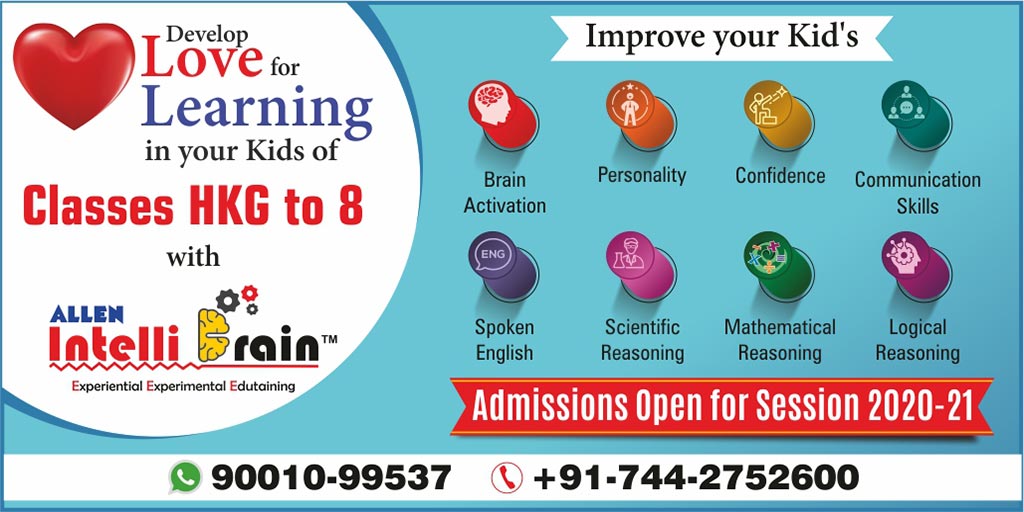 Develop
Love for
Learning
in your Kids of
Classes HKG to 8
with
ALLEN
Intelli Brain™
Experiential Experimental Edutaining
Improve your Kid's
Brain
Activation
Personality
Confidence
Communication
Skills
ENG
Spoken
English
Scientific
Reasoning
Mathematical
Reasoning
Logical
Reasoning
Admissions Open for Session 2020-21
90010-99537
+91-744-2752600